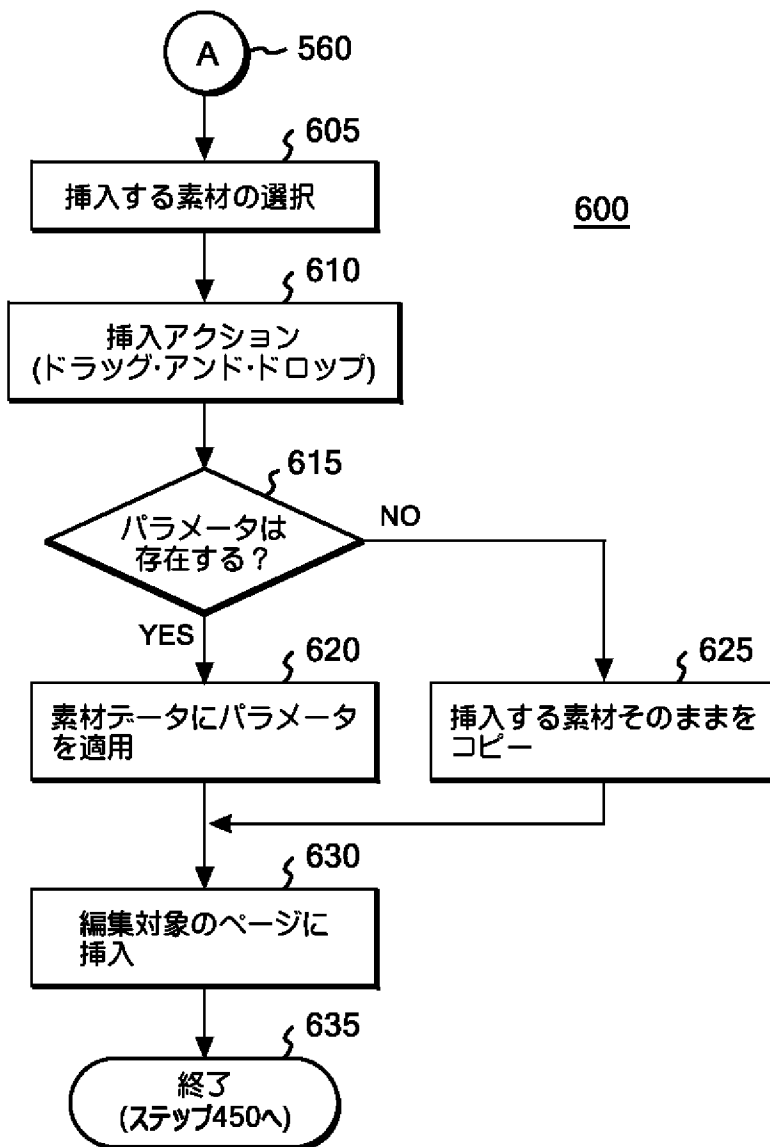 A
560
605
挿入する素材の選択
600
610
挿入アクション
(ドラッグ・アンド・ドロップ)
615
パラメータは
存在する？
NO
YES
620
素材データにパラメータ
を適用
625
挿入する素材そのままを
コピー
630
編集対象のページに
挿入
635
終了
(ステップ450へ)